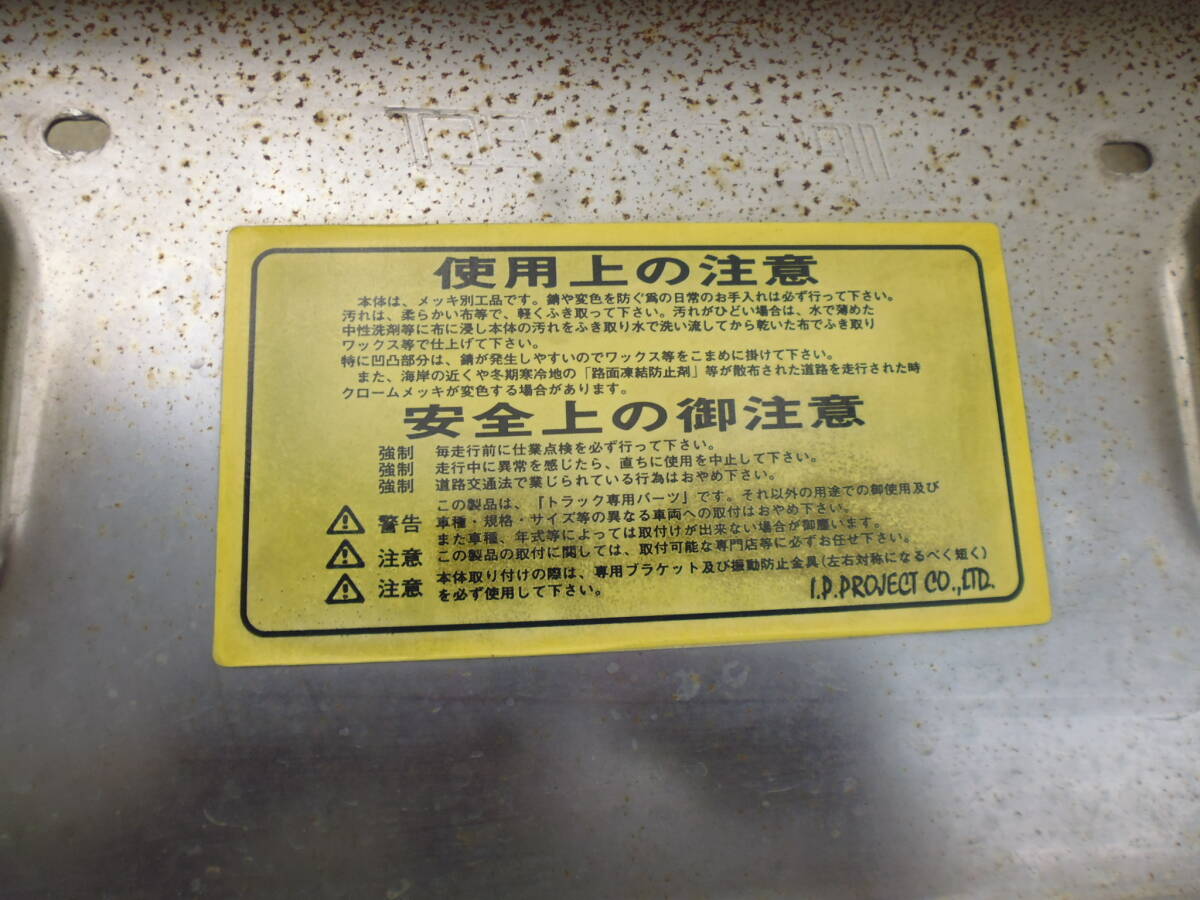 使用上の注意
本体は、メッキ別工品です。錆や変色を防ぐ為の日常のお手入れは必ず行って下さい。
汚れは、柔らかい布等で、軽くふき取って下さい。汚れがひどい場合は、水で薄めた
中性洗剤等に布に浸し本体の汚れをふき取り水で洗い流してから乾いた布でふき取り
ワックス等で仕上げて下さい。
特に凹凸部分は、錆が発生しやすいのでワックス等をこまめに掛けて下さい。
また、海岸の近くや冬期寒冷地の「路面凍結防止剤」等が散布された道路を走行された時
クロームメッキが変色する場合があります。
安全上の御注意
強制 毎走行前に仕業点検を必ず行って下さい。
強制 走行中に異常を感じたら、直ちに使用を中止して下さい。
強制 道路交通法で業じられている行為はおやめ下さい。
この製品は、「トラック専用パーツ」です。それ以外の用途での御使用及び
警告 車種・規格・サイズ等の異なる車両への取付はおやめ下さい。
また車種、年式等によっては取付けが出来ない場合が御座います。
注意 この製品の取付に関しては、取付可能な専門店等に必ずお任せ下さい。
注意 本体取り付けの際は、専用ブラケット及び振動防止金具(左右対称になるべく短く)
を必ず使用して下さい。
I.P.PROJECT CO.,LTD.